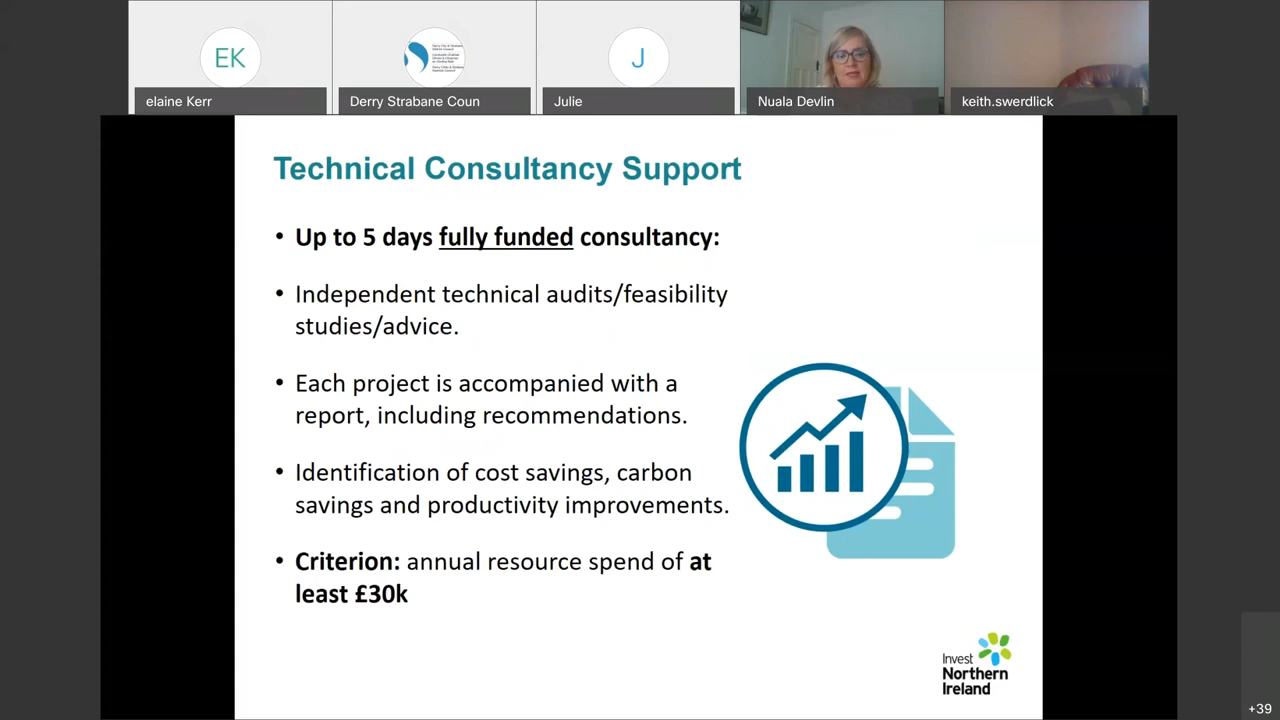 EK
J
elaine Kerr
Derry Strabane Coun
Julie
Nuala Devlin
keith.swerdlick
Technical Consultancy Support
• Up to 5 days fully funded consultancy:
• Independent technical audits/feasibility
studies/advice.
• Each project is accompanied with a
report, including recommendations.
• Identification of cost savings, carbon
savings and productivity improvements.
• Criterion: annual resource spend of at
least £30k
Invest
Northern
Ireland
+39